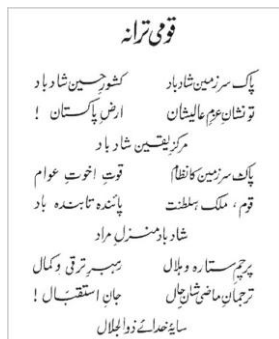 قومی ترانہ
پاک سرزمین شاد باد کشورِ حسین شاد باد
تو نشانِ عزمِ عالیشان ارضِ پاکستان !
مرکزِ یقین شاد باد
پاک سرزمین کا نظام قوتِ اخوتِ عوام
قوم ، ملک سلطنت پائندہ تابندہ باد
شاد باد منزلِ مراد
پرچمِ ستارہ و ہلال رہبرِ ترقی و کمال
ترجمانِ ماضی شانِ حال جانِ استقبال !
سایۂ خدائے ذوالجلال